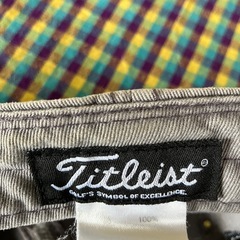 Titleist
GOLF'S SYMBOL OF EXCELLENCE.
100%